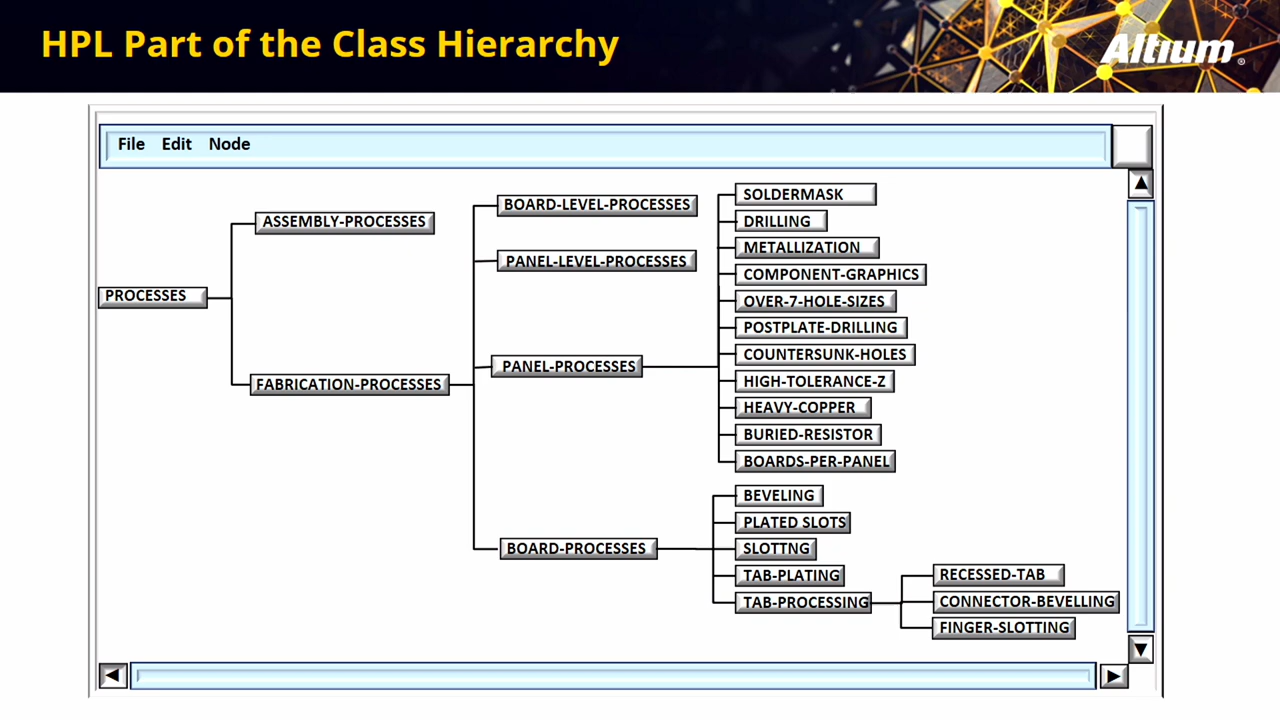 HPL Part of the Class Hierarchy
Altium®
File Edit Node
PROCESSES
ASSEMBLY-PROCESSES
FABRICATION-PROCESSES
BOARD-LEVEL-PROCESSES
PANEL-LEVEL-PROCESSES
PANEL-PROCESSES
BOARD-PROCESSES
SOLDERMASK
DRILLING
METALLIZATION
COMPONENT-GRAPHICS
OVER-7-HOLE-SIZES
POSTPLATE-DRILLING
COUNTERSUNK-HOLES
HIGH-TOLERANCE-Z
HEAVY-COPPER
BURIED-RESISTOR
BOARDS-PER-PANEL
BEVELING
PLATED SLOTS
SLOTTNG
TAB-PLATING
TAB-PROCESSING
RECESSED-TAB
CONNECTOR-BEVELLING
FINGER-SLOTTING